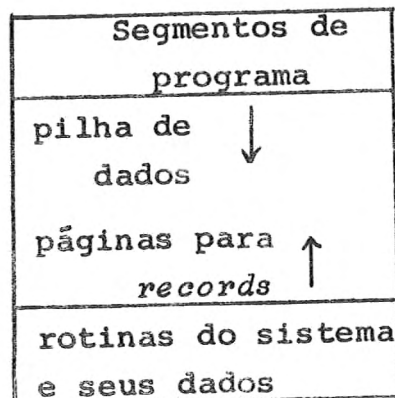 Segmentos de
programa
pilha de
dados
páginas para
records
rotinas do sistema
e seus dados